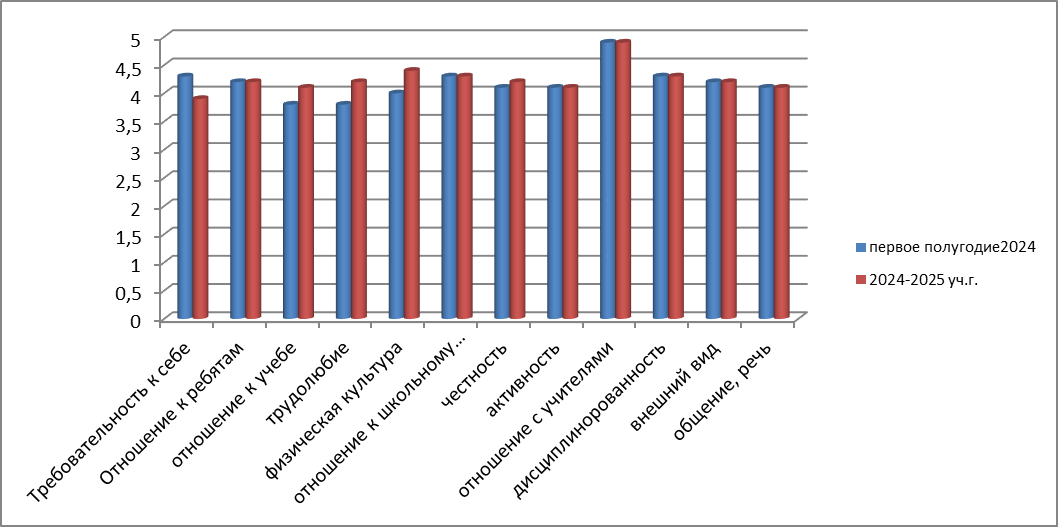 5
4,5
4
3,5
3
2,5
2
1,5
1
0,5
0
Требовательность к себе
Отношение к ребятам
отношение к учебе
трудолюбие
физическая культура
отношение к школьному...
честность
активность
отношение с учителями
дисциплинорованность
внешний вид
общение, речь
первое полугодие2024
2024-2025 уч.г.